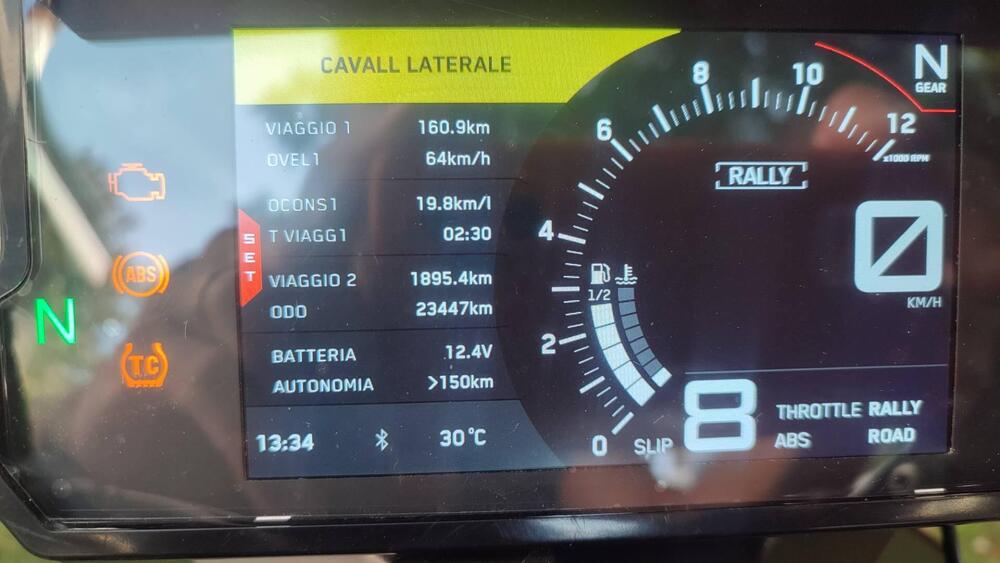 CAVALL LATERALE
VIAGGIO 1 160.9km
OVEL1 64km/h
OCONS1 19.8km/l
T VIAGG1 02:30
VIAGGIO 2 1895.4km
ODO 23447km
BATTERIA 12.4V
AUTONOMIA >150km
13:34 30°C
SET
ABS
N
TC
N
GEAR
0
2
4
6
8
10
12
x1000 RPM
RALLY
1/2
0
KM/H
SLIP 8
THROTTLE RALLY
ABS ROAD